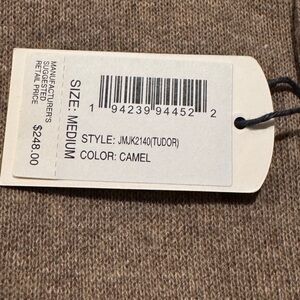 1 94239 94452 2
STYLE: JMJK2140(TUDOR)
COLOR: CAMEL
SIZE: MEDIUM
MANUFACTURER'S
SUGGESTED
RETAIL PRICE
$248.00